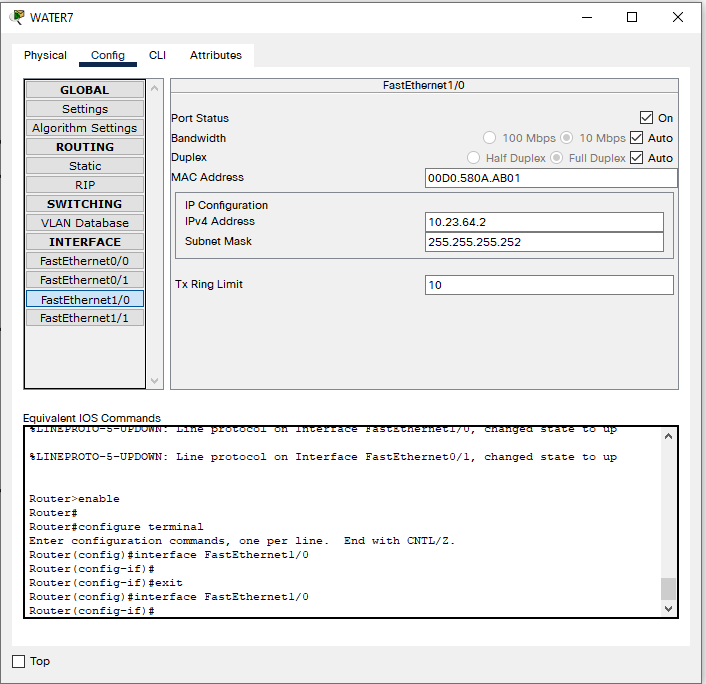 WATER7
Physical Config CLI Attributes
GLOBAL
Settings
Algorithm Settings
ROUTING
Static
RIP
SWITCHING
VLAN Database
INTERFACE
FastEthernet0/0
FastEthernet0/1
FastEthernet1/0
FastEthernet1/1
FastEthernet1/0
Port Status On
Bandwidth 100 Mbps 10 Mbps Auto
Duplex Half Duplex Full Duplex Auto
MAC Address 00D0.580A.AB01
IP Configuration
IPv4 Address 10.23.64.2
Subnet Mask 255.255.255.252
Tx Ring Limit 10
Equivalent IOS Commands
%LINEPROTO-5-UPDOWN: Line protocol on Interface FastEthernet1/0, changed state to up
%LINEPROTO-5-UPDOWN: Line protocol on Interface FastEthernet0/1, changed state to up
Router>enable
Router#
Router#configure terminal
Enter configuration commands, one per line. End with CNTL/Z.
Router(config)#interface FastEthernet1/0
Router(config-if)#
Router(config-if)#exit
Router(config)#interface FastEthernet1/0
Router(config-if)#
Top